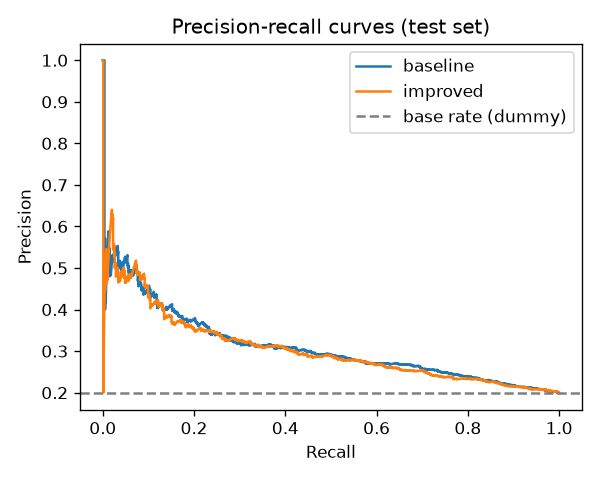 Precision-recall curves (test set)
baseline
improved
base rate (dummy)
Precision
1.0
0.9
0.8
0.7
0.6
0.5
0.4
0.3
0.2
0.0 0.2 0.4 0.6 0.8 1.0
Recall